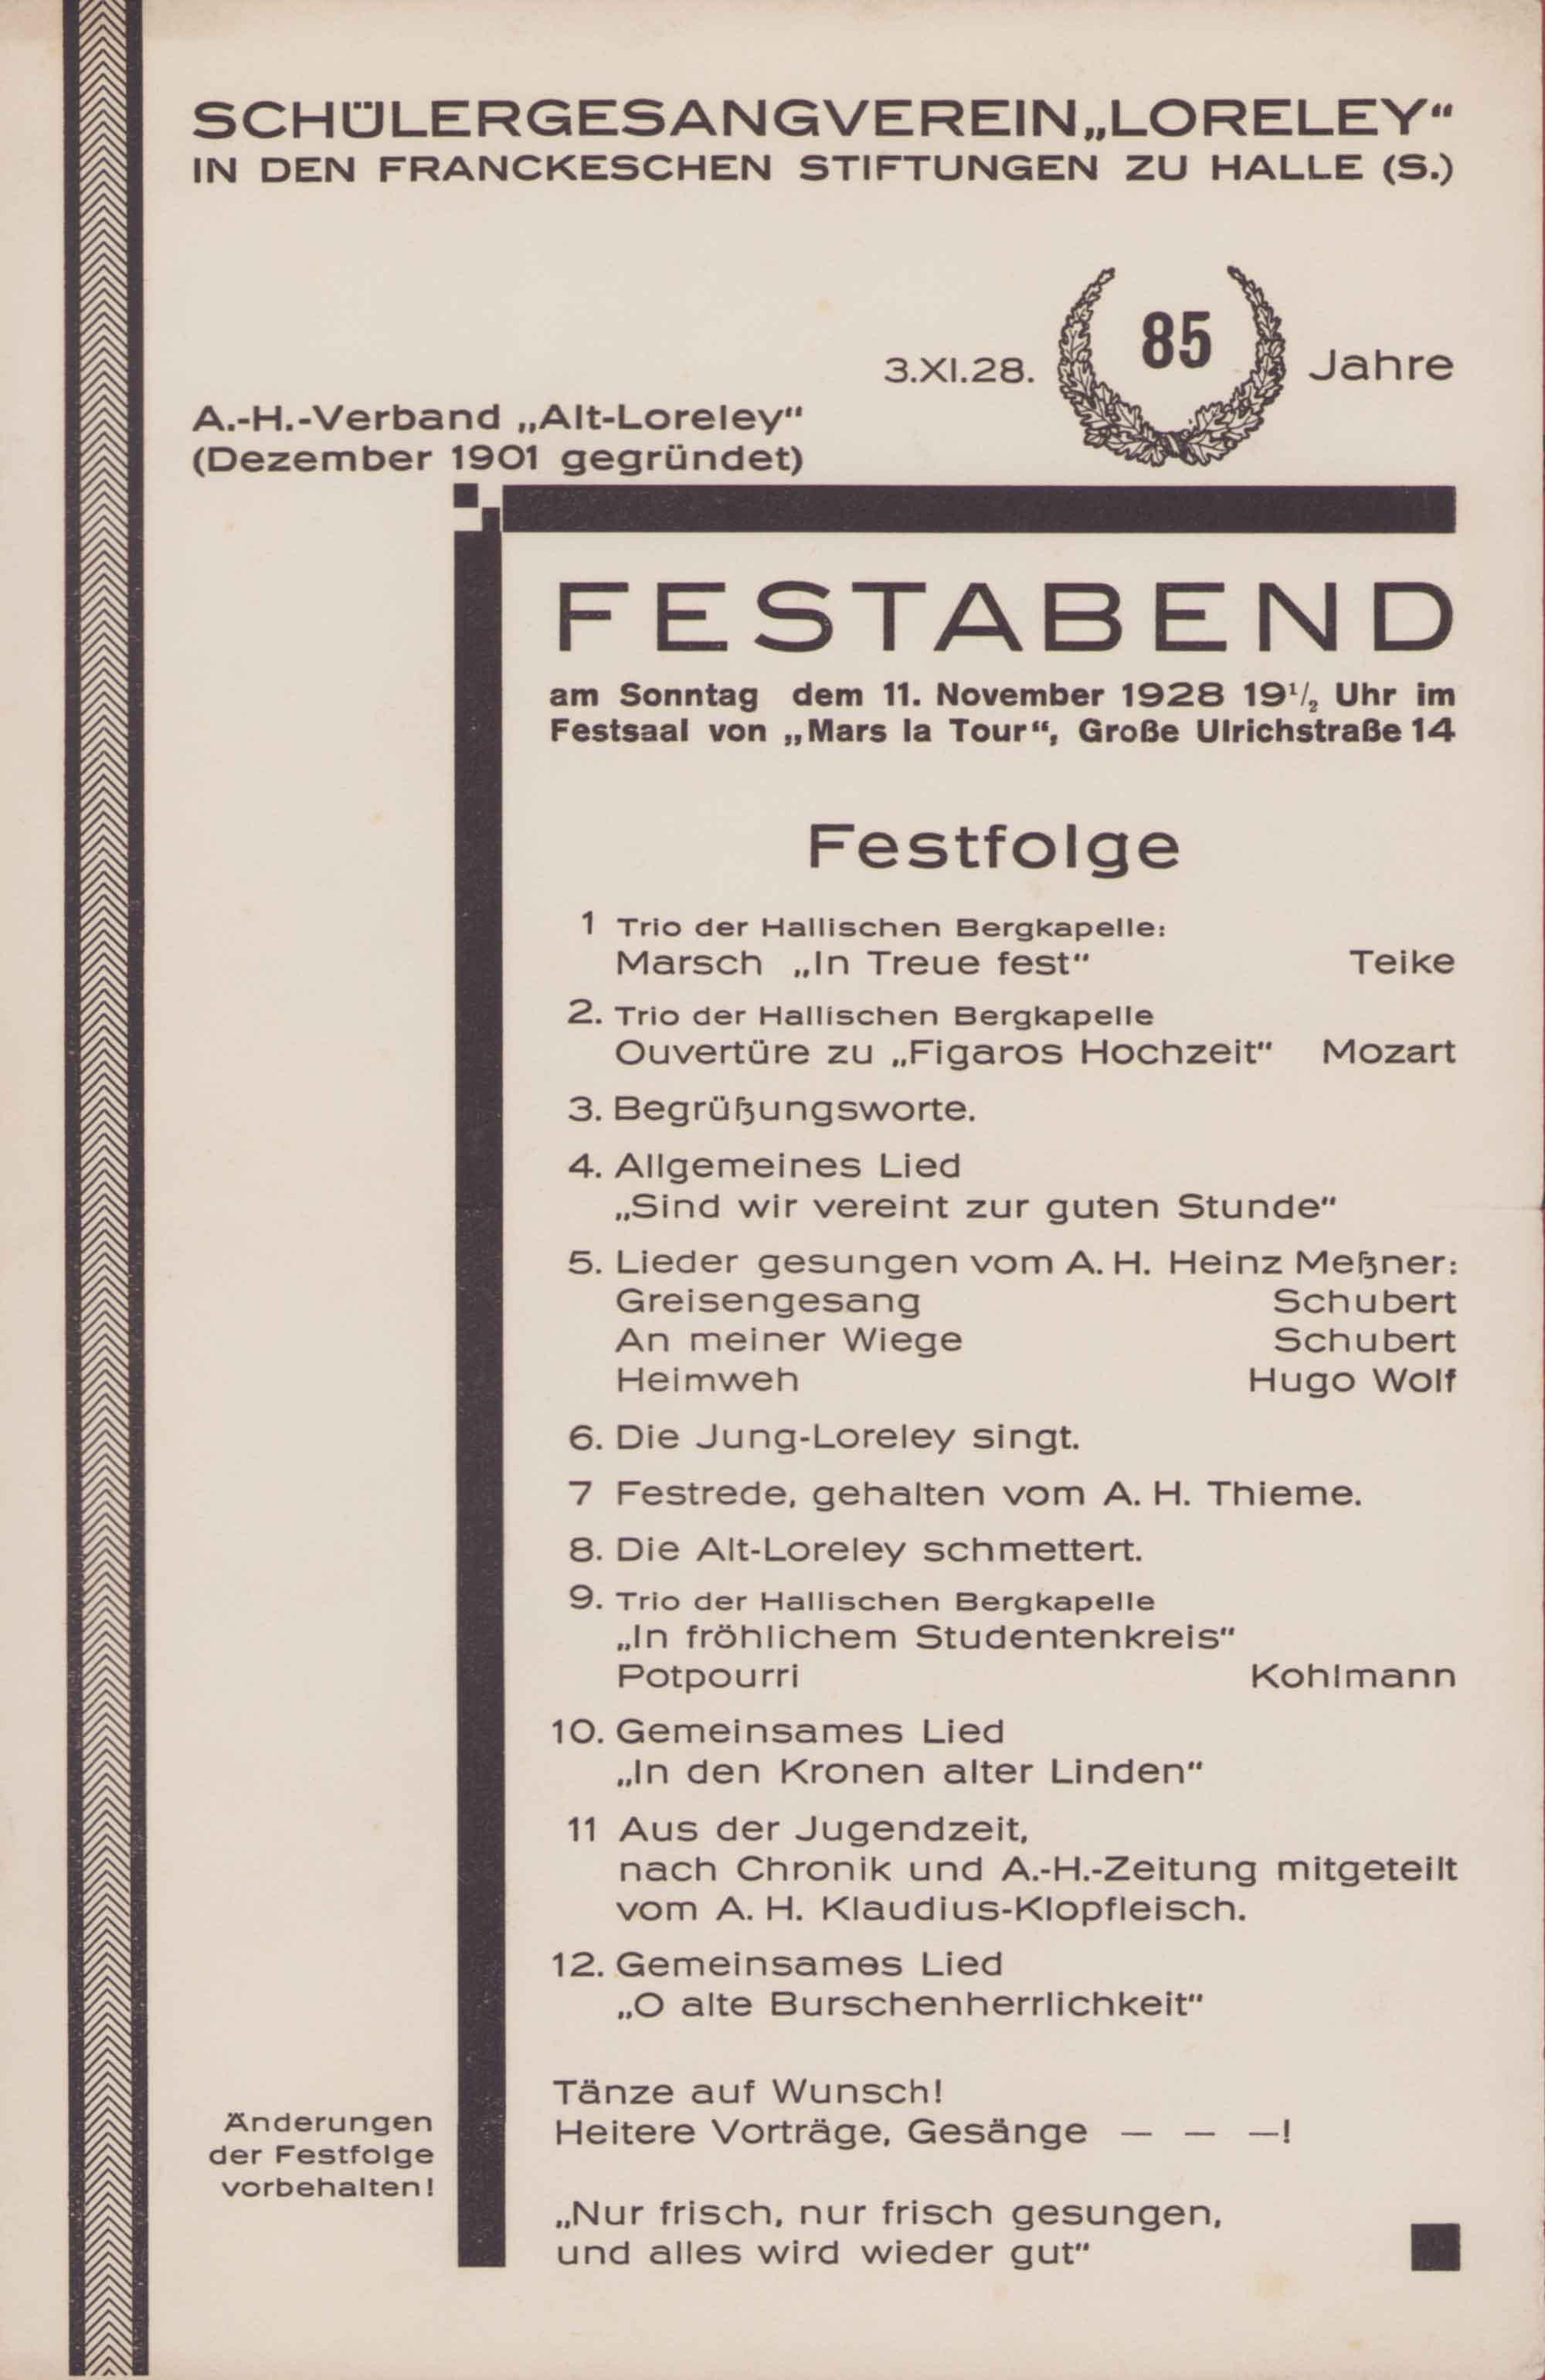 SCHÜLERGESANGVEREIN „LORELEY“
IN DEN FRANCKESCHEN STIFTUNGEN ZU HALLE (S.)
3.XI.28. 85 Jahre
A.-H.-Verband „Alt-Loreley“
(Dezember 1901 gegründet)
FESTABEND
am Sonntag dem 11. November 1928 19½ Uhr im
Festsaal von „Mars la Tour“, Große Ulrichstraße 14
Festfolge
1 Trio der Hallischen Bergkapelle:
Marsch „In Treue fest“ Teike
2. Trio der Hallischen Bergkapelle
Ouvertüre zu „Figaros Hochzeit“ Mozart
3. Begrüßungsworte.
4. Allgemeines Lied
„Sind wir vereint zur guten Stunde“
5. Lieder gesungen vom A. H. Heinz Meßner:
Greisengesang Schubert
An meiner Wiege Schubert
Heimweh Hugo Wolf
6. Die Jung-Loreley singt.
7 Festrede, gehalten vom A. H. Thieme.
8. Die Alt-Loreley schmettert.
9. Trio der Hallischen Bergkapelle
„In fröhlichem Studentenkreis“
Potpourri Kohlmann
10. Gemeinsames Lied
„In den Kronen alter Linden“
11 Aus der Jugendzeit,
nach Chronik und A.-H.-Zeitung mitgeteilt
vom A. H. Klaudius-Klopfleisch.
12. Gemeinsames Lied
„O alte Burschenherrlichkeit“
Tänze auf Wunsch!
Heitere Vorträge, Gesänge — — —!
„Nur frisch, nur frisch gesungen,
und alles wird wieder gut“
Änderungen
der Festfolge
vorbehalten!